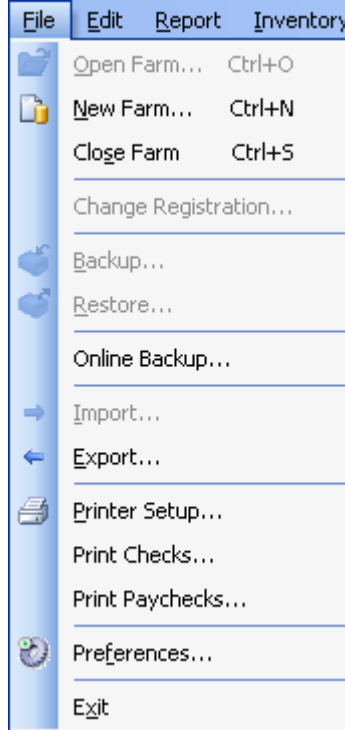 File Edit Report Inventory
Open Farm... Ctrl+O
New Farm... Ctrl+N
Close Farm Ctrl+S
Change Registration...
Backup...
Restore...
Online Backup...
Import...
Export...
Printer Setup...
Print Checks...
Print Paychecks...
Preferences...
Exit